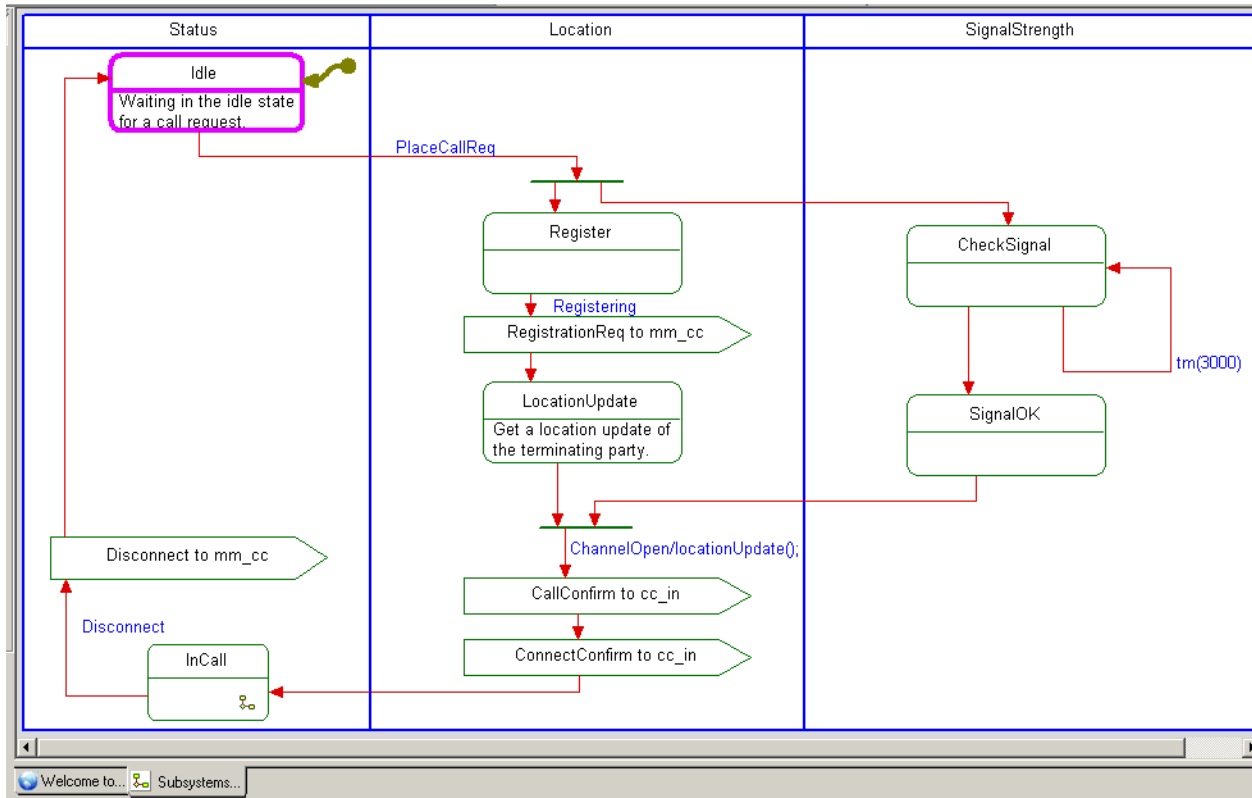 Status
Location
SignalStrength
Idle
Waiting in the idle state
for a call request.
PlaceCallReq
Register
CheckSignal
Registering
RegistrationReq to mm_cc
tm(3000)
LocationUpdate
Get a location update of
the terminating party.
SignalOK
ChannelOpen/locationUpdate();
Disconnect to mm_cc
CallConfirm to cc_in
Disconnect
ConnectConfirm to cc_in
InCall
Welcome to...
Subsystems...